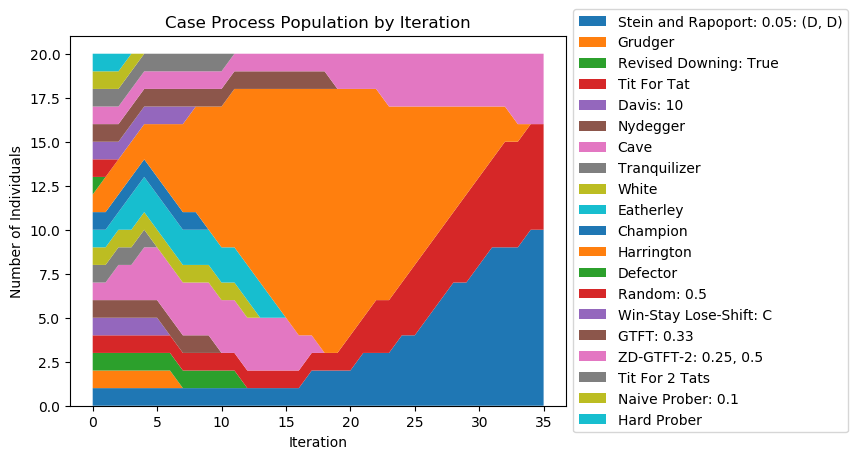 Case Process Population by Iteration
Number of Individuals
20.0
17.5
15.0
12.5
10.0
7.5
5.0
2.5
0.0
0 5 10 15 20 25 30 35
Iteration
Stein and Rapoport: 0.05: (D, D)
Grudger
Revised Downing: True
Tit For Tat
Davis: 10
Nydegger
Cave
Tranquilizer
White
Eatherley
Champion
Harrington
Defector
Random: 0.5
Win-Stay Lose-Shift: C
GTFT: 0.33
ZD-GTFT-2: 0.25, 0.5
Tit For 2 Tats
Naive Prober: 0.1
Hard Prober